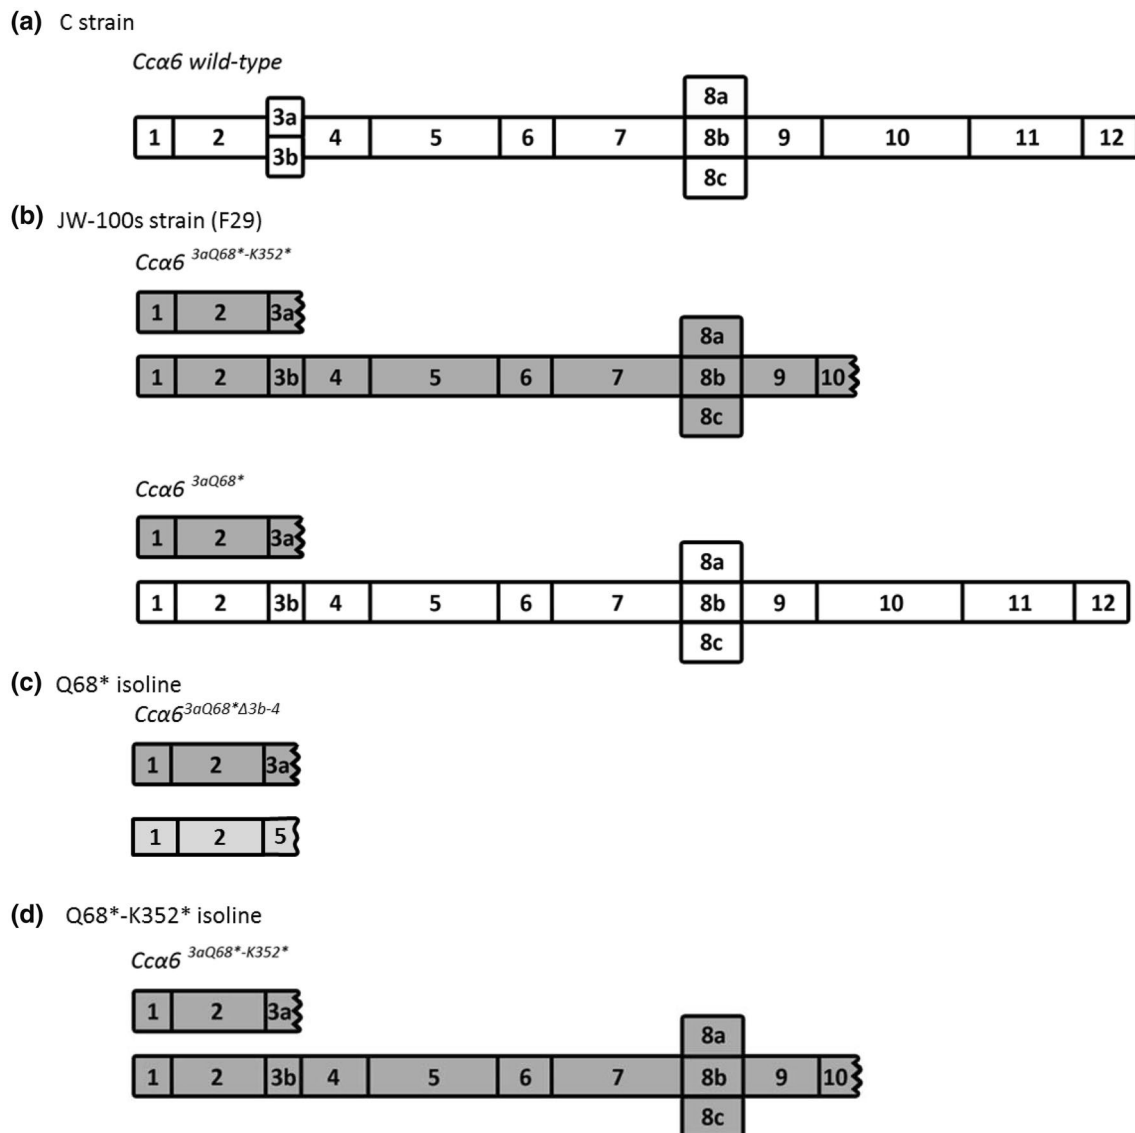 (a) C strain
Ccα6 wild-type
8a
3a
1 2 4 5 6 7 8b 9 10 11 12
3b
8c
(b) JW-100s strain (F29)
Ccα6 3aQ68*-K352*
1 2 3a
8a
1 2 3b 4 5 6 7 8b 9 10
8c
Ccα6 3aQ68*
1 2 3a
8a
1 2 3b 4 5 6 7 8b 9 10 11 12
8c
(c) Q68* isoline
Ccα63aQ68*Δ3b-4
1 2 3a
1 2 5
(d) Q68*-K352* isoline
Ccα6 3aQ68*-K352*
1 2 3a
8a
1 2 3b 4 5 6 7 8b 9 10
8c